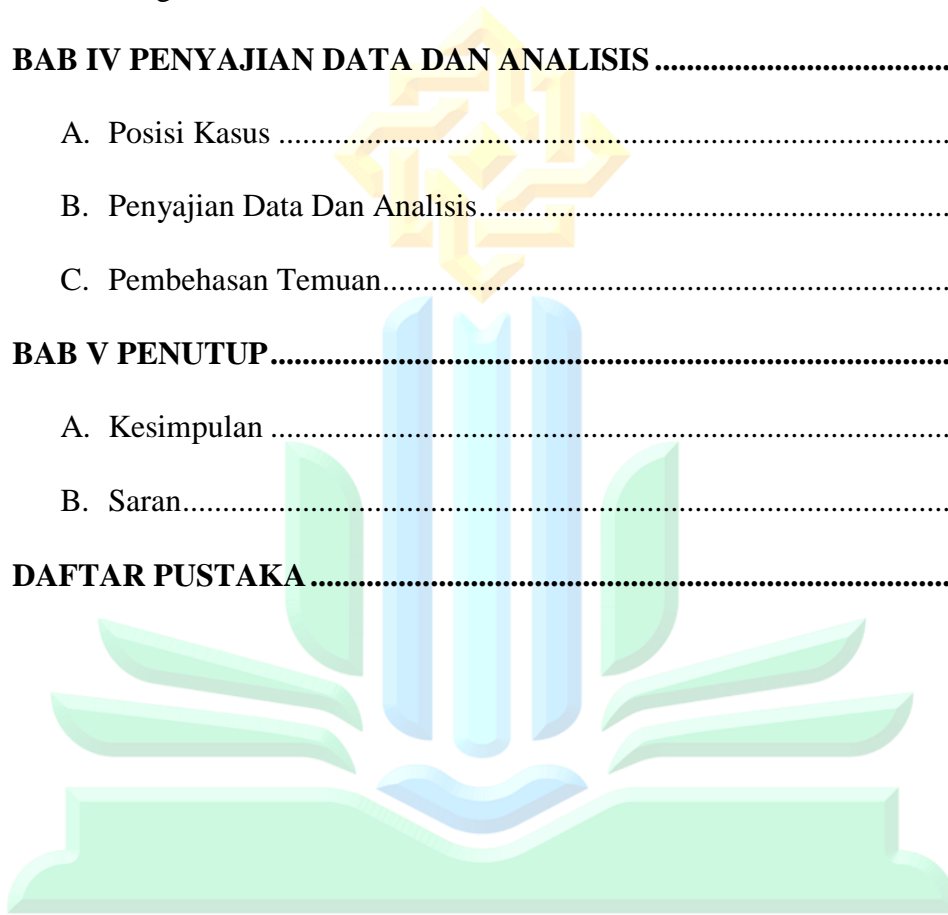 BAB IV PENYAJIAN DATA DAN ANALISIS ....................................
A. Posisi Kasus ....................................................................................
B. Penyajian Data Dan Analisis...........................................................
C. Pembehasan Temuan.......................................................................
BAB V PENUTUP.....................................................................................
A. Kesimpulan .....................................................................................
B. Saran................................................................................................
DAFTAR PUSTAKA ................................................................................